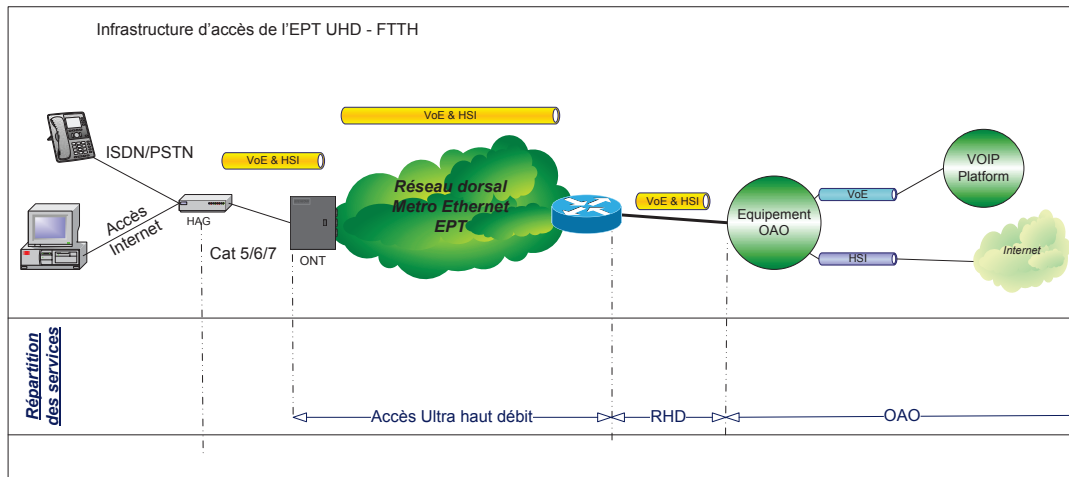 Infrastructure d'accès de l'EPT UHD - FTTH
VoE & HSI
ISDN/PSTN
VoE & HSI
VOIP
Platform
Réseau dorsal
Metro Ethernet
EPT
VoE & HSI
VoE
Equipement
OAO
Accès
Internet
HAG
Cat 5/6/7
ONT
HSI
Internet
Répartition
des services
Accès Ultra haut débit
RHD
OAO